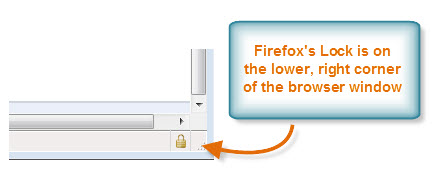 Firefox's Lock is on
the lower, right corner
of the browser window